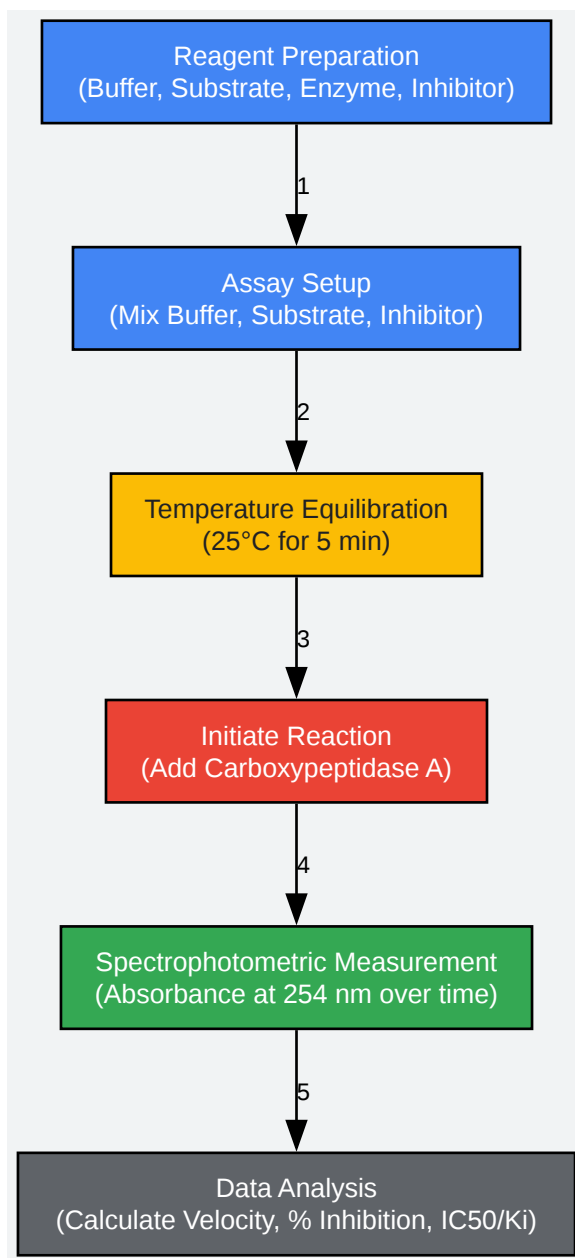 Reagent Preparation
(Buffer, Substrate, Enzyme, Inhibitor)
1
Assay Setup
(Mix Buffer, Substrate, Inhibitor)
2
Temperature Equilibration
(25°C for 5 min)
3
Initiate Reaction
(Add Carboxypeptidase A)
4
Spectrophotometric Measurement
(Absorbance at 254 nm over time)
5
Data Analysis
(Calculate Velocity, % Inhibition, IC50/Ki)